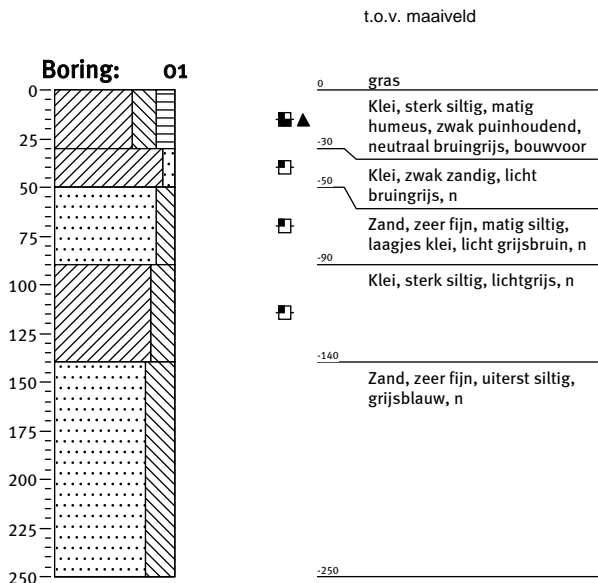 t.o.v. maaiveld
Boring: 01
0
25
50
75
100
125
150
175
200
225
250
0 gras
Klei, sterk siltig, matig
humeus, zwak puinhoudend,
neutraal bruingrijs, bouwvoor
-30
Klei, zwak zandig, licht
bruingrijs, n
-50
Zand, zeer fijn, matig siltig,
laagjes klei, licht grijsbruin, n
-90
Klei, sterk siltig, lichtgrijs, n
-140
Zand, zeer fijn, uiterst siltig,
grijsblauw, n
-250